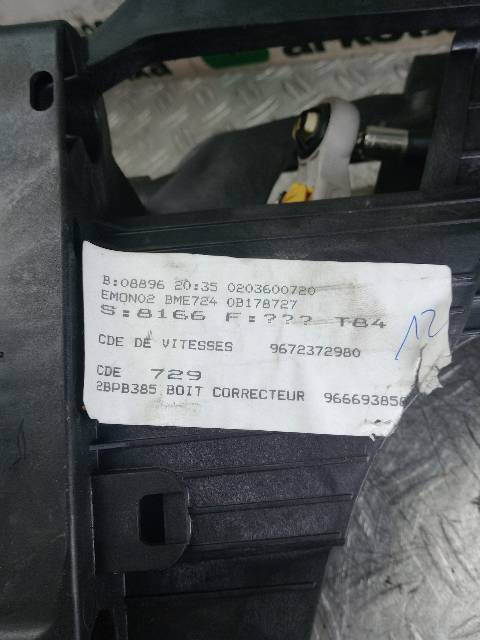 B:08896 20:35 0203600720
EMON02 BME724 0B178727
S:8166 F:??? T84
CDE DE VITESSES 9672372980
CDE 729
2BPB385 BOIT CORRECTEUR
12